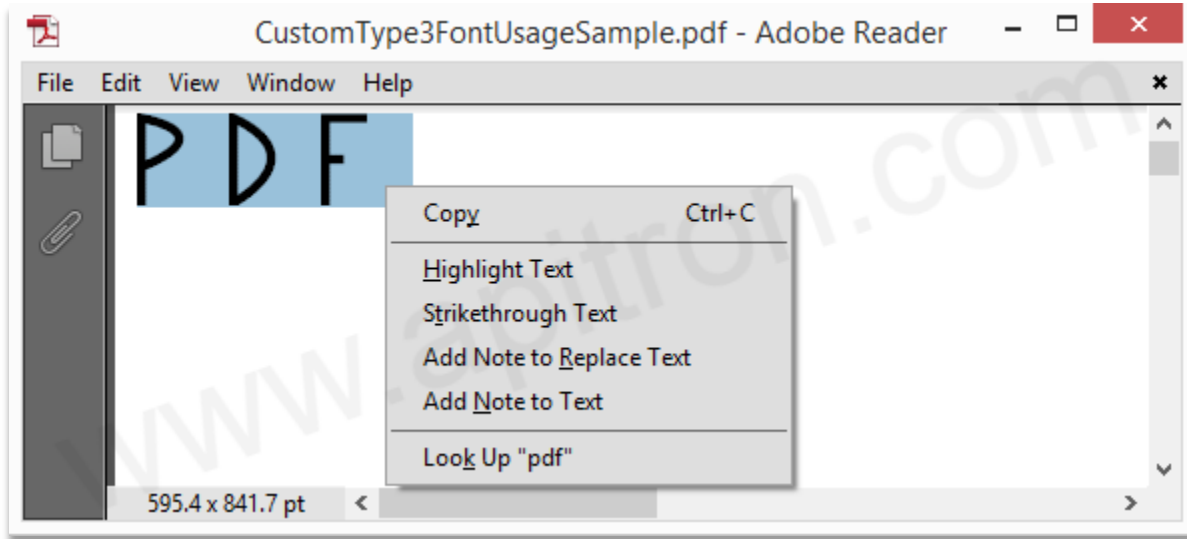 CustomType3FontUsageSample.pdf - Adobe Reader
File Edit View Window Help
P D F
Copy Ctrl+C
Highlight Text
Strikethrough Text
Add Note to Replace Text
Add Note to Text
Look Up "pdf"
595.4 x 841.7 pt
www.apitron.com